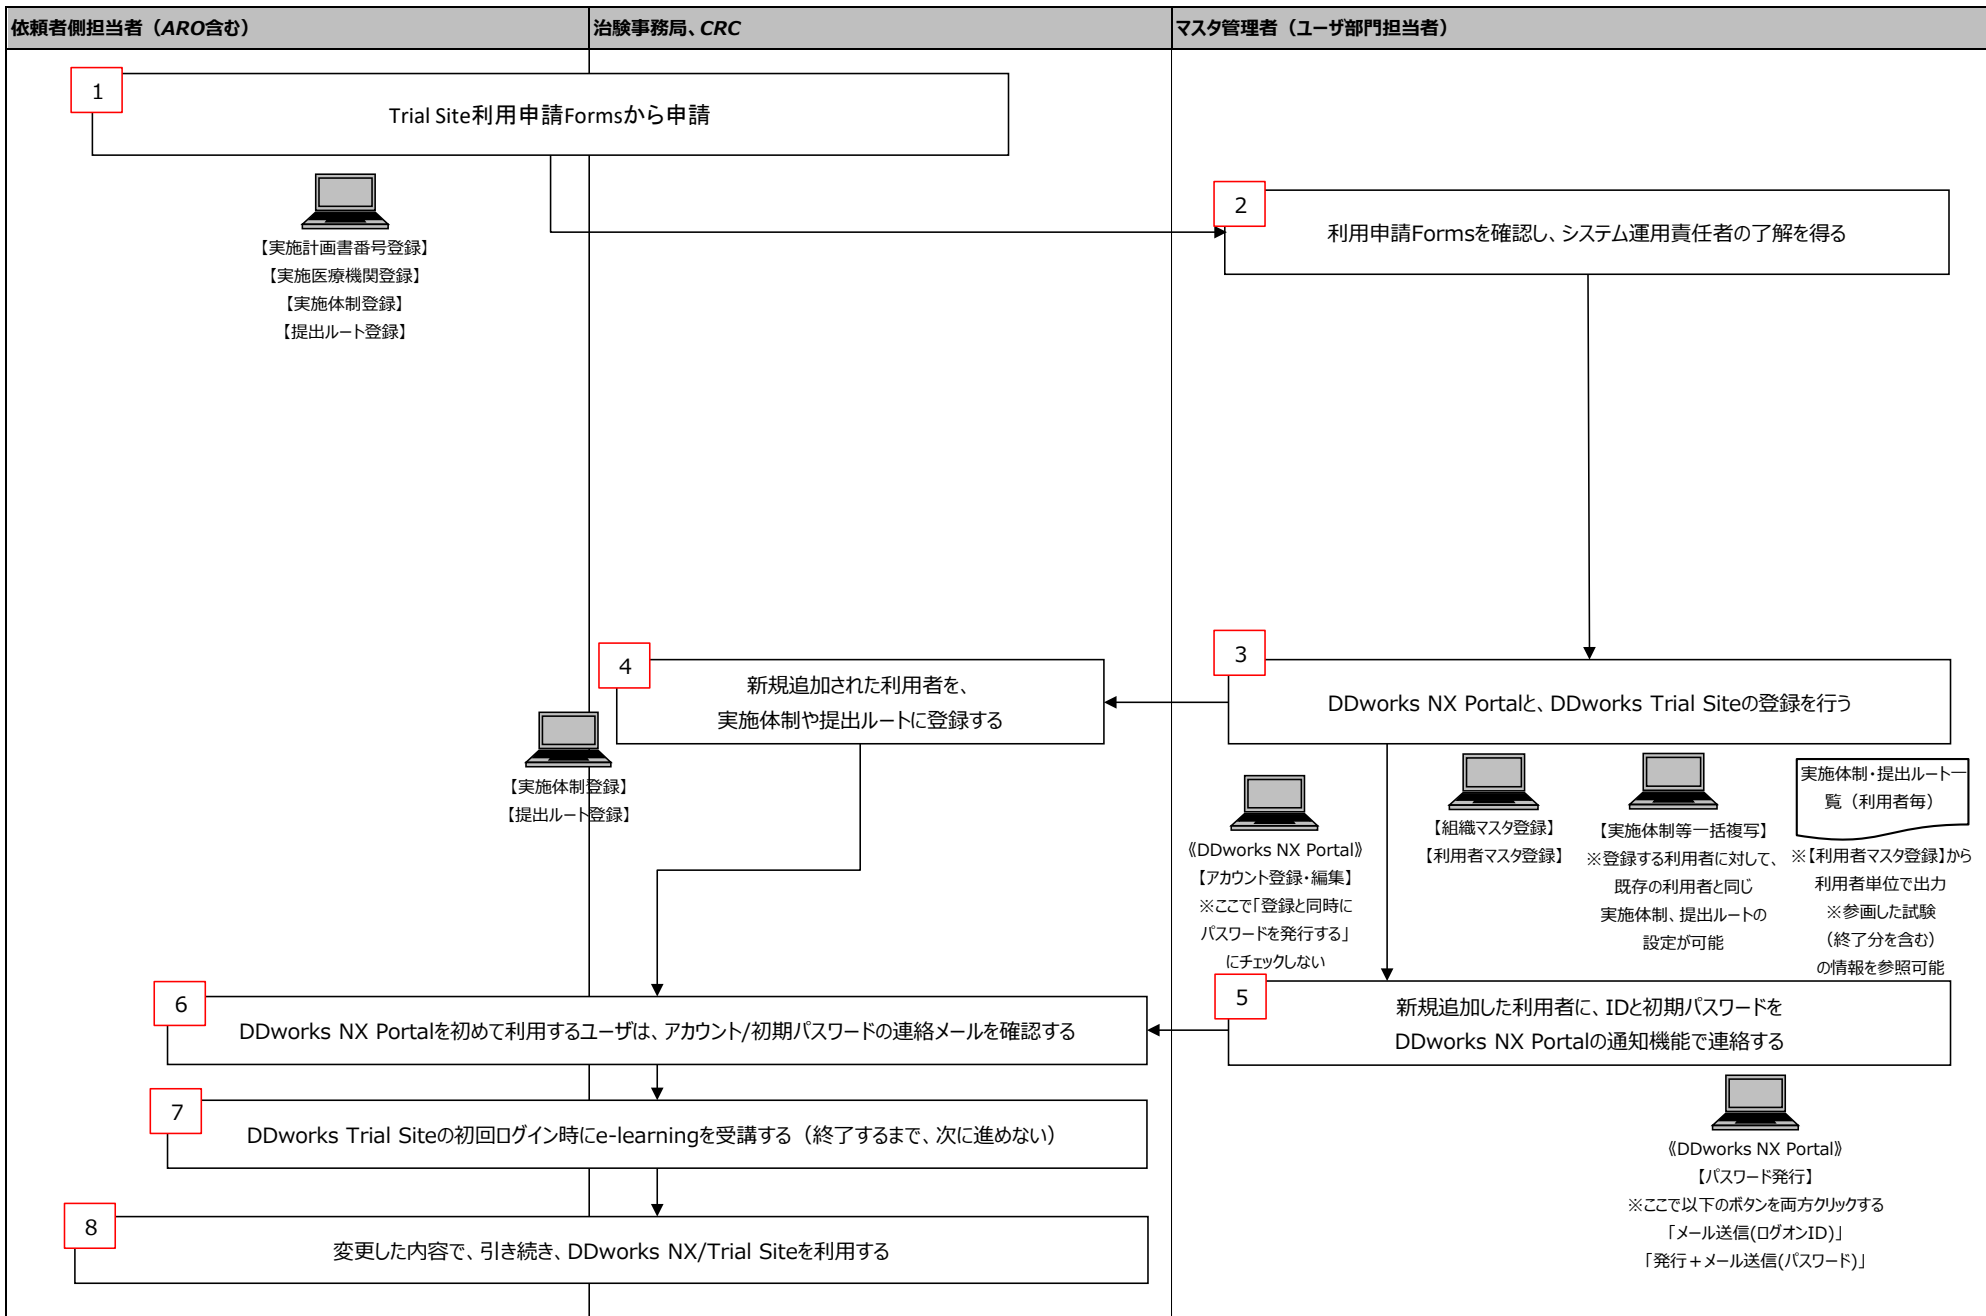 依頼者側担当者（ARO含む）
治験事務局、CRC
マスタ管理者（ユーザ部門担当者）
1
Trial Site利用申請Formsから申請
【実施計画書番号登録】
【実施医療機関登録】
【実施体制登録】
【提出ルート登録】
2
利用申請Formsを確認し、システム運用責任者の了解を得る
3
DDworks NX Portalと、DDworks Trial Siteの登録を行う
4
新規追加された利用者を、
実施体制や提出ルートに登録する
【実施体制登録】
【提出ルート登録】
《DDworks NX Portal》
【アカウント登録・編集】
※ここで「登録と同時に
パスワードを発行する」
にチェックしない
【組織マスタ登録】
【利用者マスタ登録】
【実施体制等一括複写】
※登録する利用者に対して、
既存の利用者と同じ
実施体制、提出ルートの
設定が可能
実施体制・提出ルート一
覧（利用者毎）
※【利用者マスタ登録】から
利用者単位で出力
※参画した試験
（終了分を含む）
の情報を参照可能
5
新規追加した利用者に、IDと初期パスワードを
DDworks NX Portalの通知機能で連絡する
《DDworks NX Portal》
【パスワード発行】
※ここで以下のボタンを両方クリックする
「メール送信(ログオンID)」
「発行＋メール送信(パスワード)」
6
DDworks NX Portalを初めて利用するユーザは、アカウント/初期パスワードの連絡メールを確認する
7
DDworks Trial Siteの初回ログイン時にe-learningを受講する（終了するまで、次に進めない）
8
変更した内容で、引き続き、DDworks NX/Trial Siteを利用する